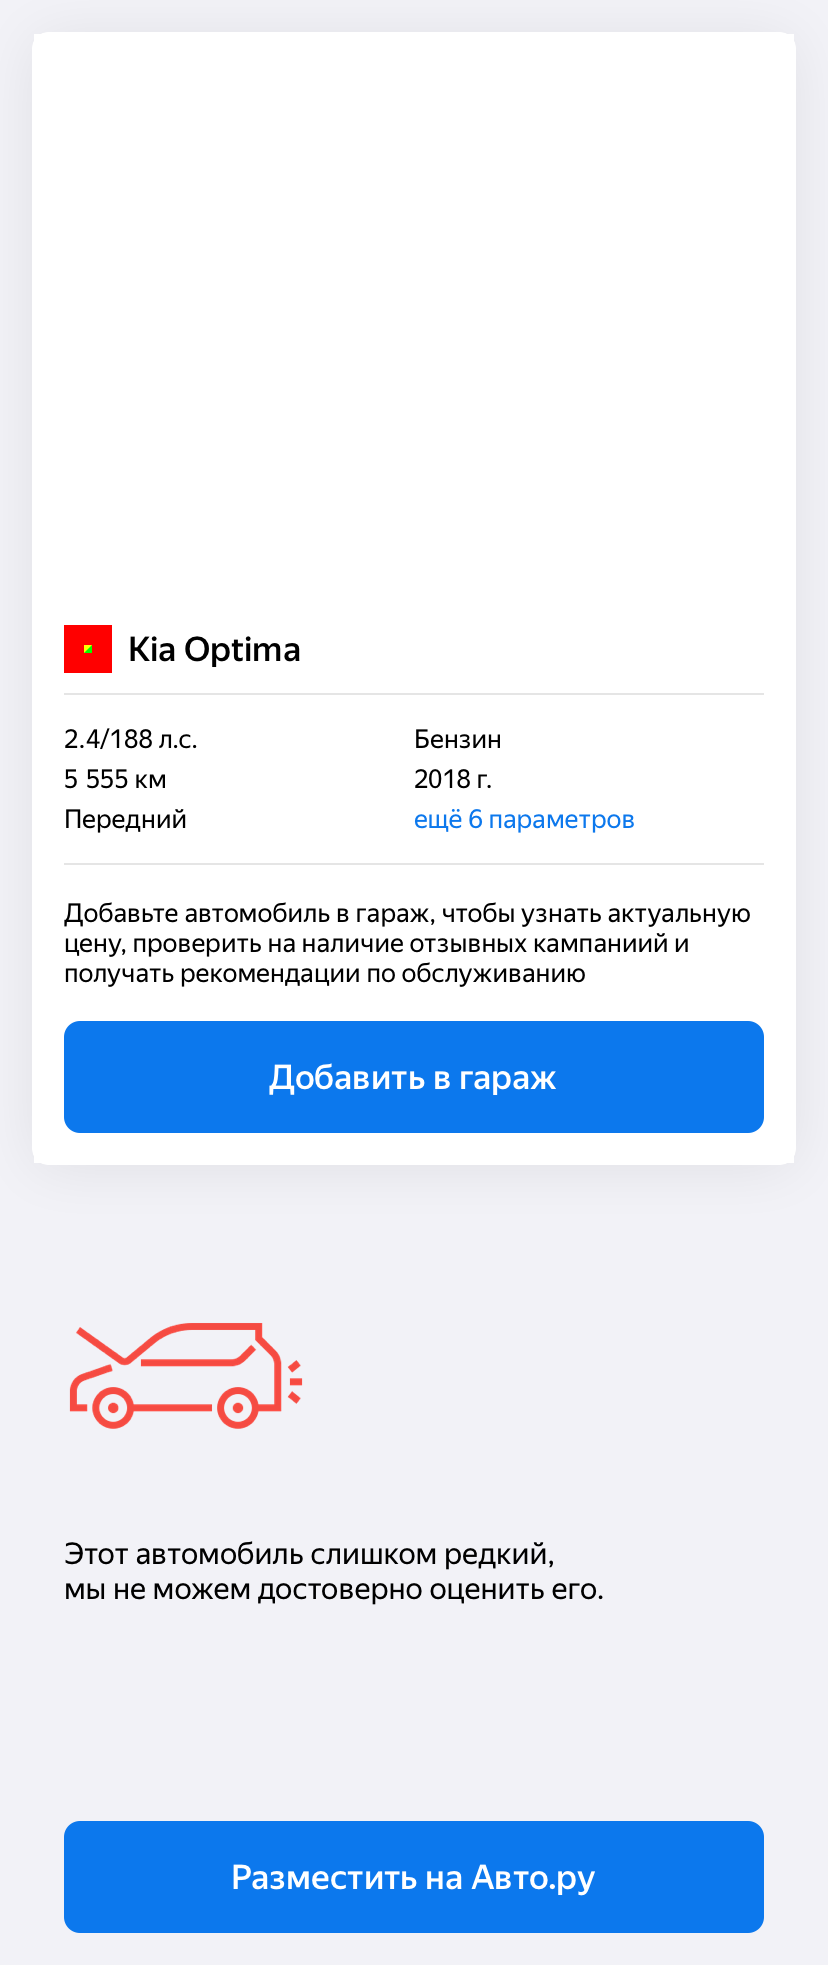 Kia Optima
2.4/188 л.с.
Бензин
5 555 км
2018 г.
Передний
ещё 6 параметров
Добавьте автомобиль в гараж, чтобы узнать актуальную
цену, проверить на наличие отзывных кампаниий и
получать рекомендации по обслуживанию
Добавить в гараж
Этот автомобиль слишком редкий,
мы не можем достоверно оценить его.
Разместить на Авто.ру